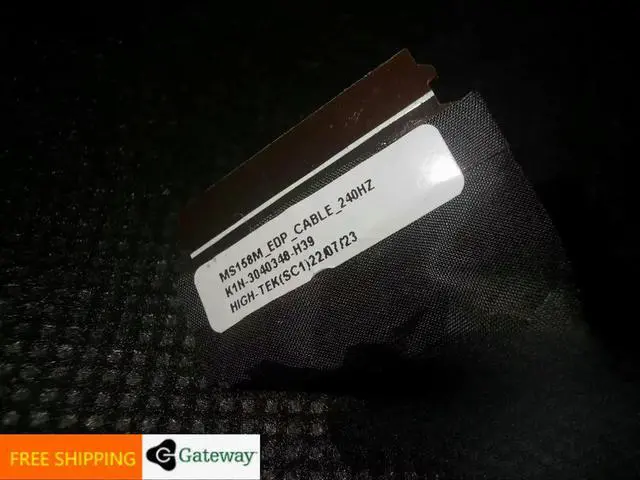 MS158M_EDP_CABLE_240HZ
K1N-3040348-H39
HIGH-TEK(SC1)22/07/23
FREE SHIPPING
Gateway